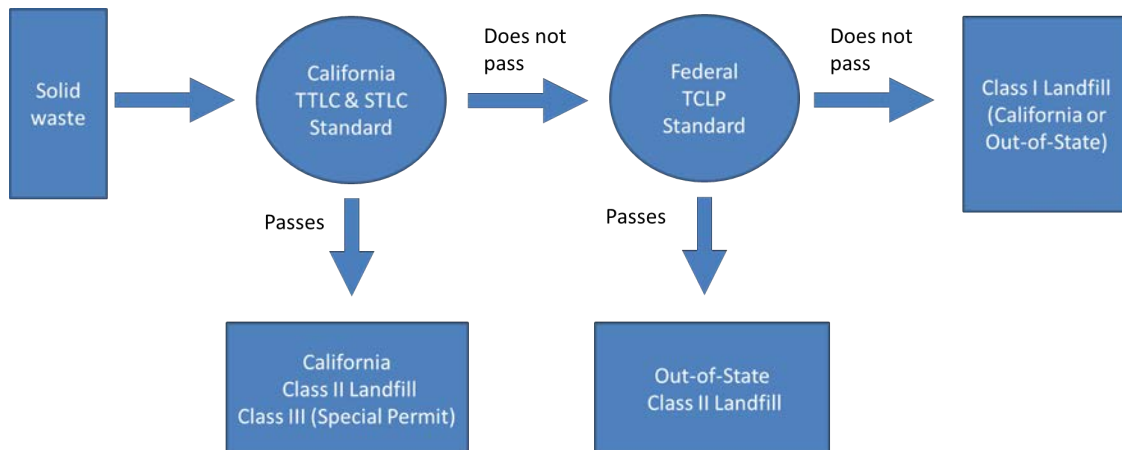 Solid
waste
California
TTLC & STLC
Standard
Does not
pass
Federal
TCLP
Standard
Does not
pass
Class I Landfill
(California or
Out-of-State)
Passes
Passes
California
Class II Landfill
Class III (Special Permit)
Out-of-State
Class II Landfill